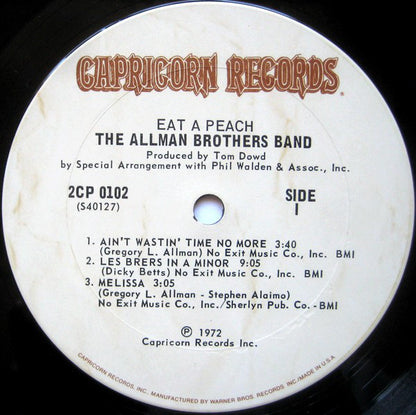 CAPRICORN RECORDS
EAT A PEACH
THE ALLMAN BROTHERS BAND
Produced by Tom Dowd
by Special Arrangement with Phil Walden & Assoc., Inc.
2CP 0102
(S40127)
SIDE
I
1. AIN'T WASTIN' TIME NO MORE 3:40
(Gregory L. Allman) No Exit Music Co., Inc. BMI
2. LES BRERS IN A MINOR 9:05
(Dicky Betts) No Exit Music Co., Inc. BMI
3. MELISSA 3:05
(Gregory L. Allman - Stephen Alaimo)
No Exit Music Co., Inc./Sherlyn Pub. Co. - BMI
℗ 1972
Capricorn Records Inc.
CAPRICORN RECORDS, INC. MANUFACTURED BY WARNER BROS. RECORDS INC. • MADE IN U.S.A.